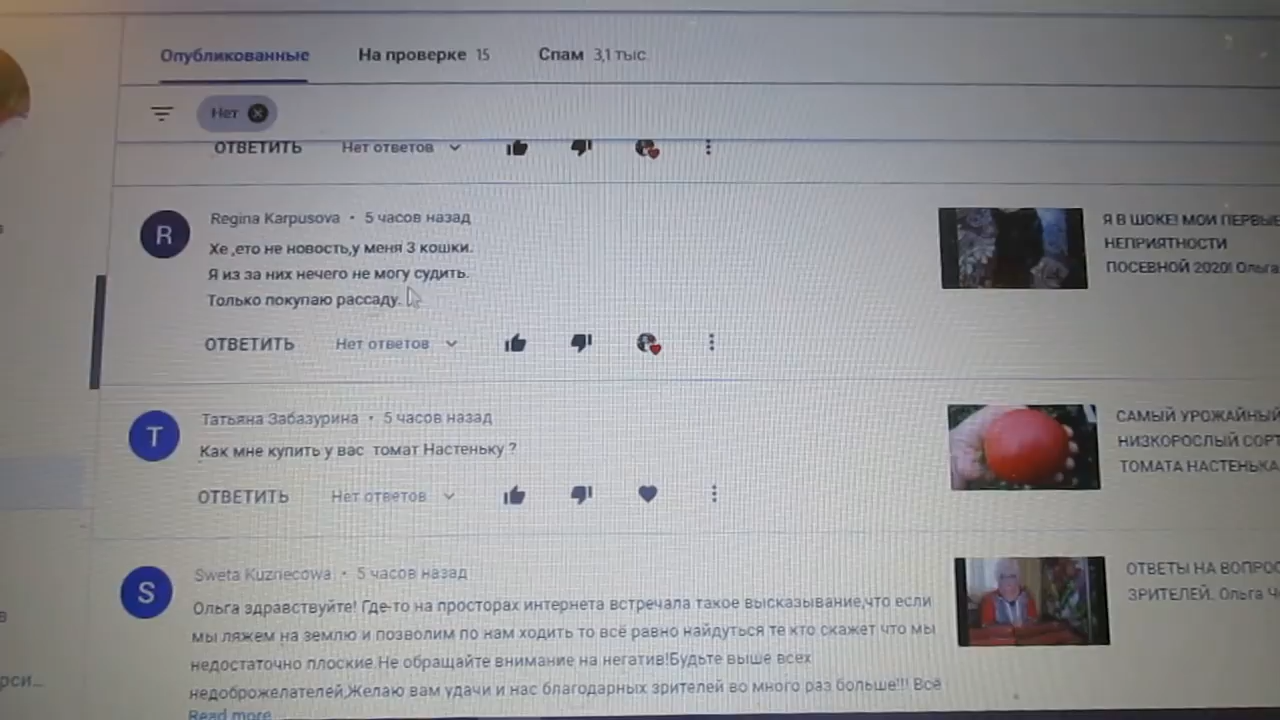 Опубликованные На проверке 15 Спам 3,1 тыс.
Нет
ОТВЕТИТЬ Нет ответов
Regina Karpusova • 5 часов назад
Хе ,ето не новость,у меня 3 кошки.
Я из за них нечего не могу судить.
Только покупаю рассаду.
ОТВЕТИТЬ Нет ответов
Я В ШОКЕ! МОИ ПЕРВЫЕ
НЕПРИЯТНОСТИ
ПОСЕВНОЙ 2020! Ольга
R
Татьяна Забазурина • 5 часов назад
Как мне купить у вас томат Настеньку ?
ОТВЕТИТЬ Нет ответов
САМЫЙ УРОЖАЙНЫЙ
НИЗКОРОСЛЫЙ СОРТ
ТОМАТА НАСТЕНЬКА
T
Sweta Kuznecowa • 5 часов назад
Ольга здравствуйте! Где-то на просторах интернета встречала такое высказывание,что если
мы ляжем на землю и позволим по нам ходить то всё равно найдуться те кто скажет что мы
недостаточно плоские.Не обращайте внимание на негатив!Будьте выше всех
недоброжелателей,Желаю вам удачи и нас благодарных зрителей во много раз больше!!! Всё
Read more
ОТВЕТЫ НА ВОПРОС
ЗРИТЕЛЕЙ. Ольга Ч
S